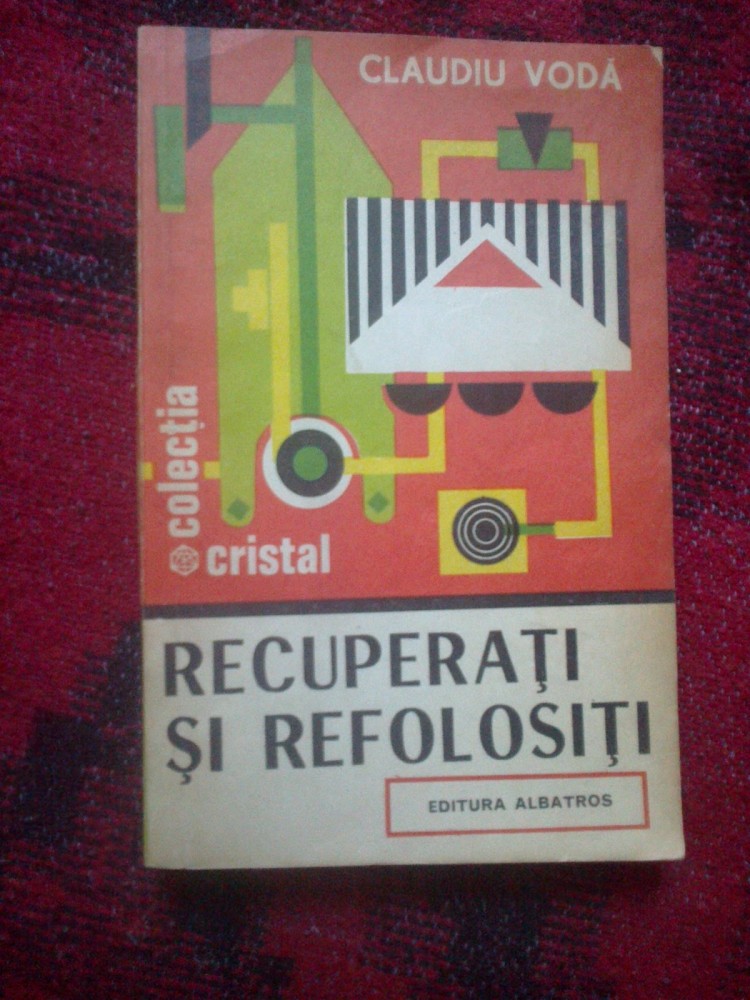 CLAUDIU VODĂ
colecția
cristal
RECUPERAȚI
ȘI REFOLOSIȚI
EDITURA ALBATROS